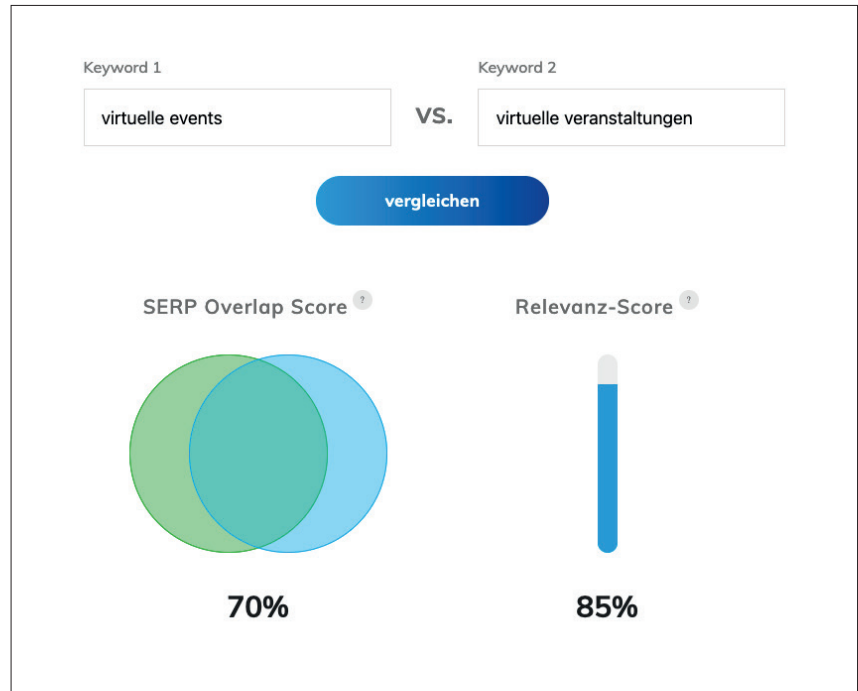 Keyword 1
Keyword 2
virtuelle events
VS.
virtuelle veranstaltungen
vergleichen
SERP Overlap Score ?
Relevanz-Score ?
70%
85%